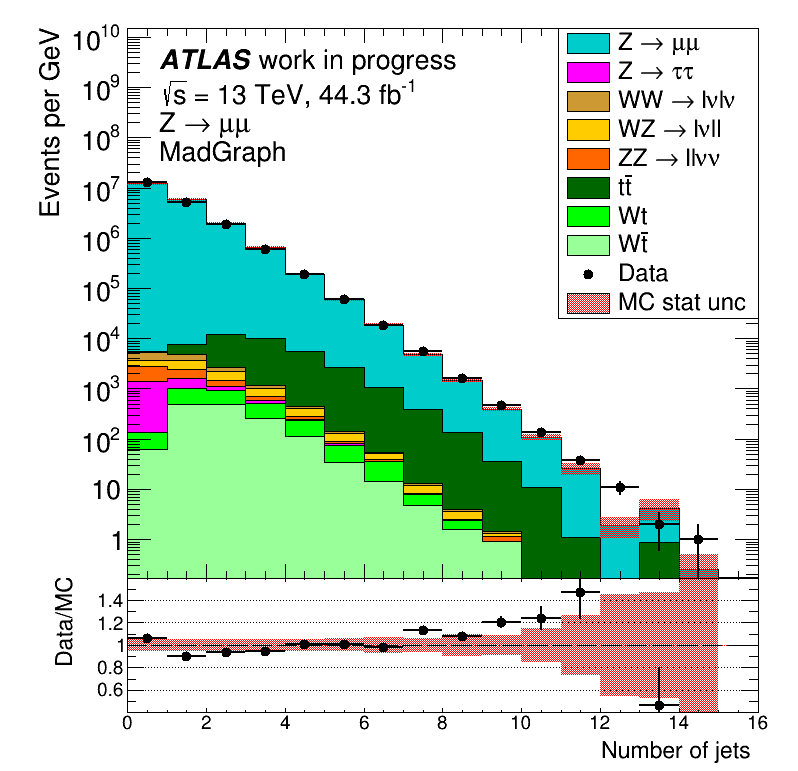 Events per GeV
10¹⁰
10⁹
10⁸
10⁷
10⁶
10⁵
10⁴
10³
10²
10
1
ATLAS work in progress
√s = 13 TeV, 44.3 fb⁻¹
Z → μμ
MadGraph
Z → μμ
Z → ττ
WW → lνlν
WZ → lνll
ZZ → llνν
tt̄
Wt
Wt̄
Data
MC stat unc
Data/MC
1.4
1.2
1
0.8
0.6
0 2 4 6 8 10 12 14 16
Number of jets